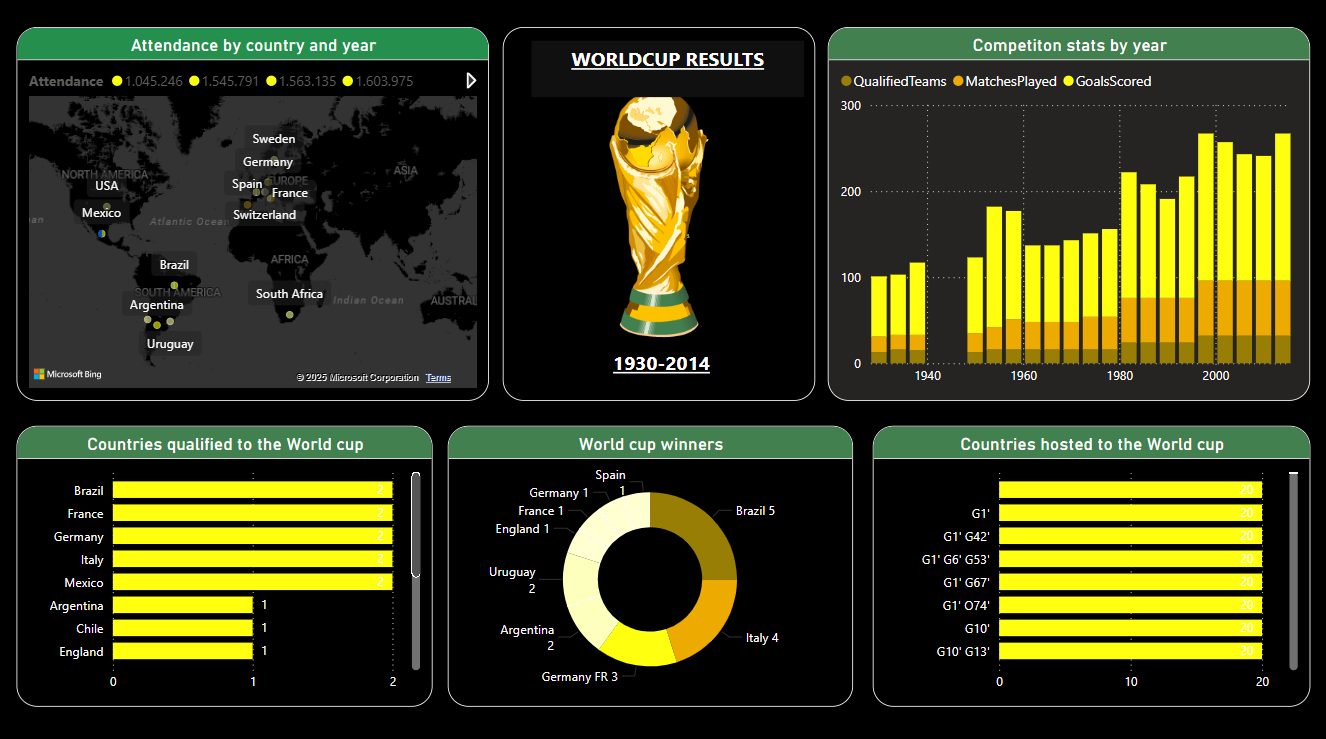 Attendance by country and year
Attendance 1.045.246 1.545.791 1.563.135 1.603.975
Sweden
Germany
NORTH AMERICA
ASIA
USA
Spain
EUROPE
France
Mexico
Switzerland
Atlantic Ocean
AFRICA
Brazil
SOUTH AMERICA
South Africa
Indian Ocean
AUSTRAL
Argentina
Uruguay
Microsoft Bing
© 2025 Microsoft Corporation Terms
WORLDCUP RESULTS
1930-2014
Competiton stats by year
QualifiedTeams MatchesPlayed GoalsScored
300
200
100
0
1940 1960 1980 2000
Countries qualified to the World cup
Brazil 2
France 2
Germany 2
Italy 2
Mexico 2
Argentina 1
Chile 1
England 1
0 1 2
World cup winners
Spain
1
Germany 1
France 1
England 1
Uruguay
2
Argentina
2
Germany FR 3
Italy 4
Brazil 5
Countries hosted to the World cup
20
G1' 20
G1' G42' 20
G1' G6' G53' 20
G1' G67' 20
G1' O74' 20
G10' 20
G10' G13' 20
0 10 20